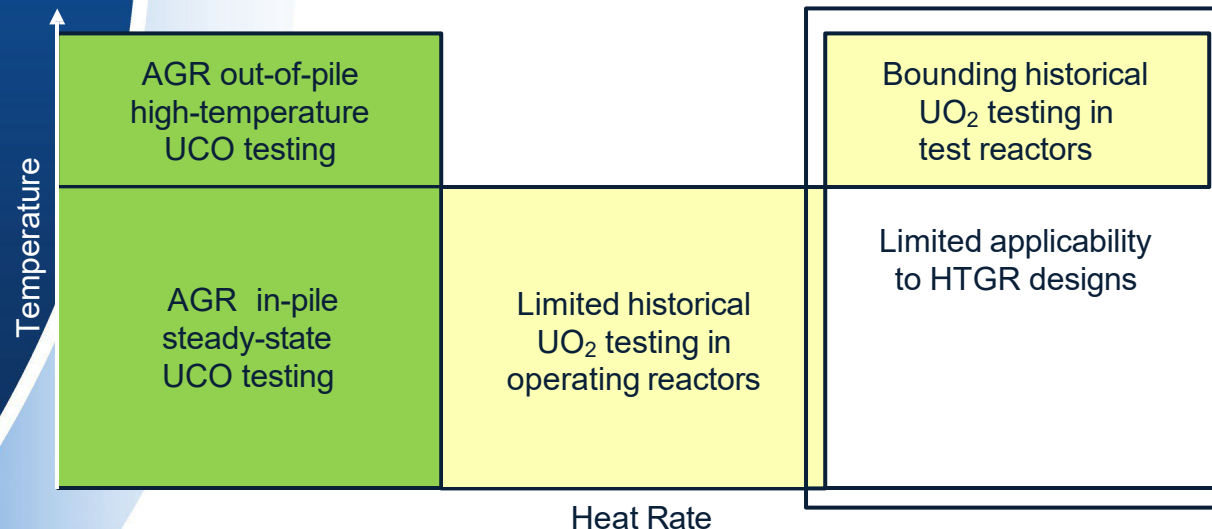 Temperature
AGR out-of-pile
high-temperature
UCO testing
Bounding historical
UO₂ testing in
test reactors
AGR in-pile
steady-state
UCO testing
Limited historical
UO₂ testing in
operating reactors
Limited applicability
to HTGR designs
Heat Rate